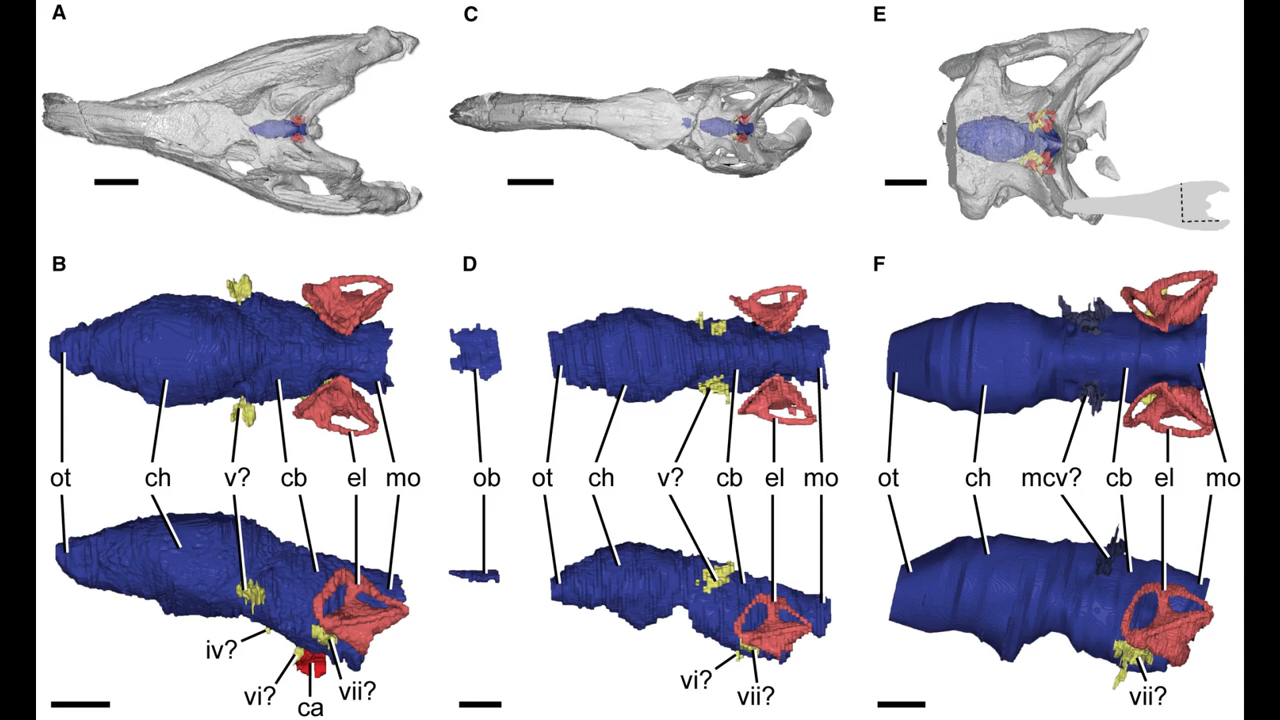 A
C
E
B
D
F
ot ch v? cb el mo ob ot ch v? cb el mo ot ch mcv? cb el mo
iv?
vi? vii? vi? vii? vii?
ca